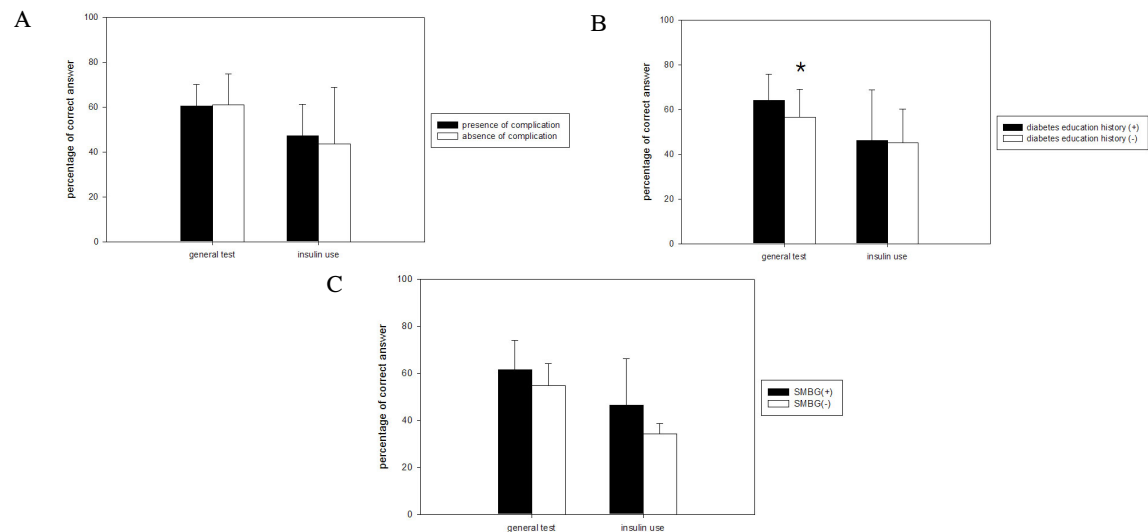 A
percentage of correct answer
100
80
60
40
20
0
general test
insulin use
presence of complication
absence of complication
B
percentage of correct answer
100
80
60
40
20
0
*
general test
insulin use
diabetes education history (+)
diabetes education history (-)
C
percentage of correct answer
100
80
60
40
20
0
general test
insulin use
SMBG(+)
SMBG(-)